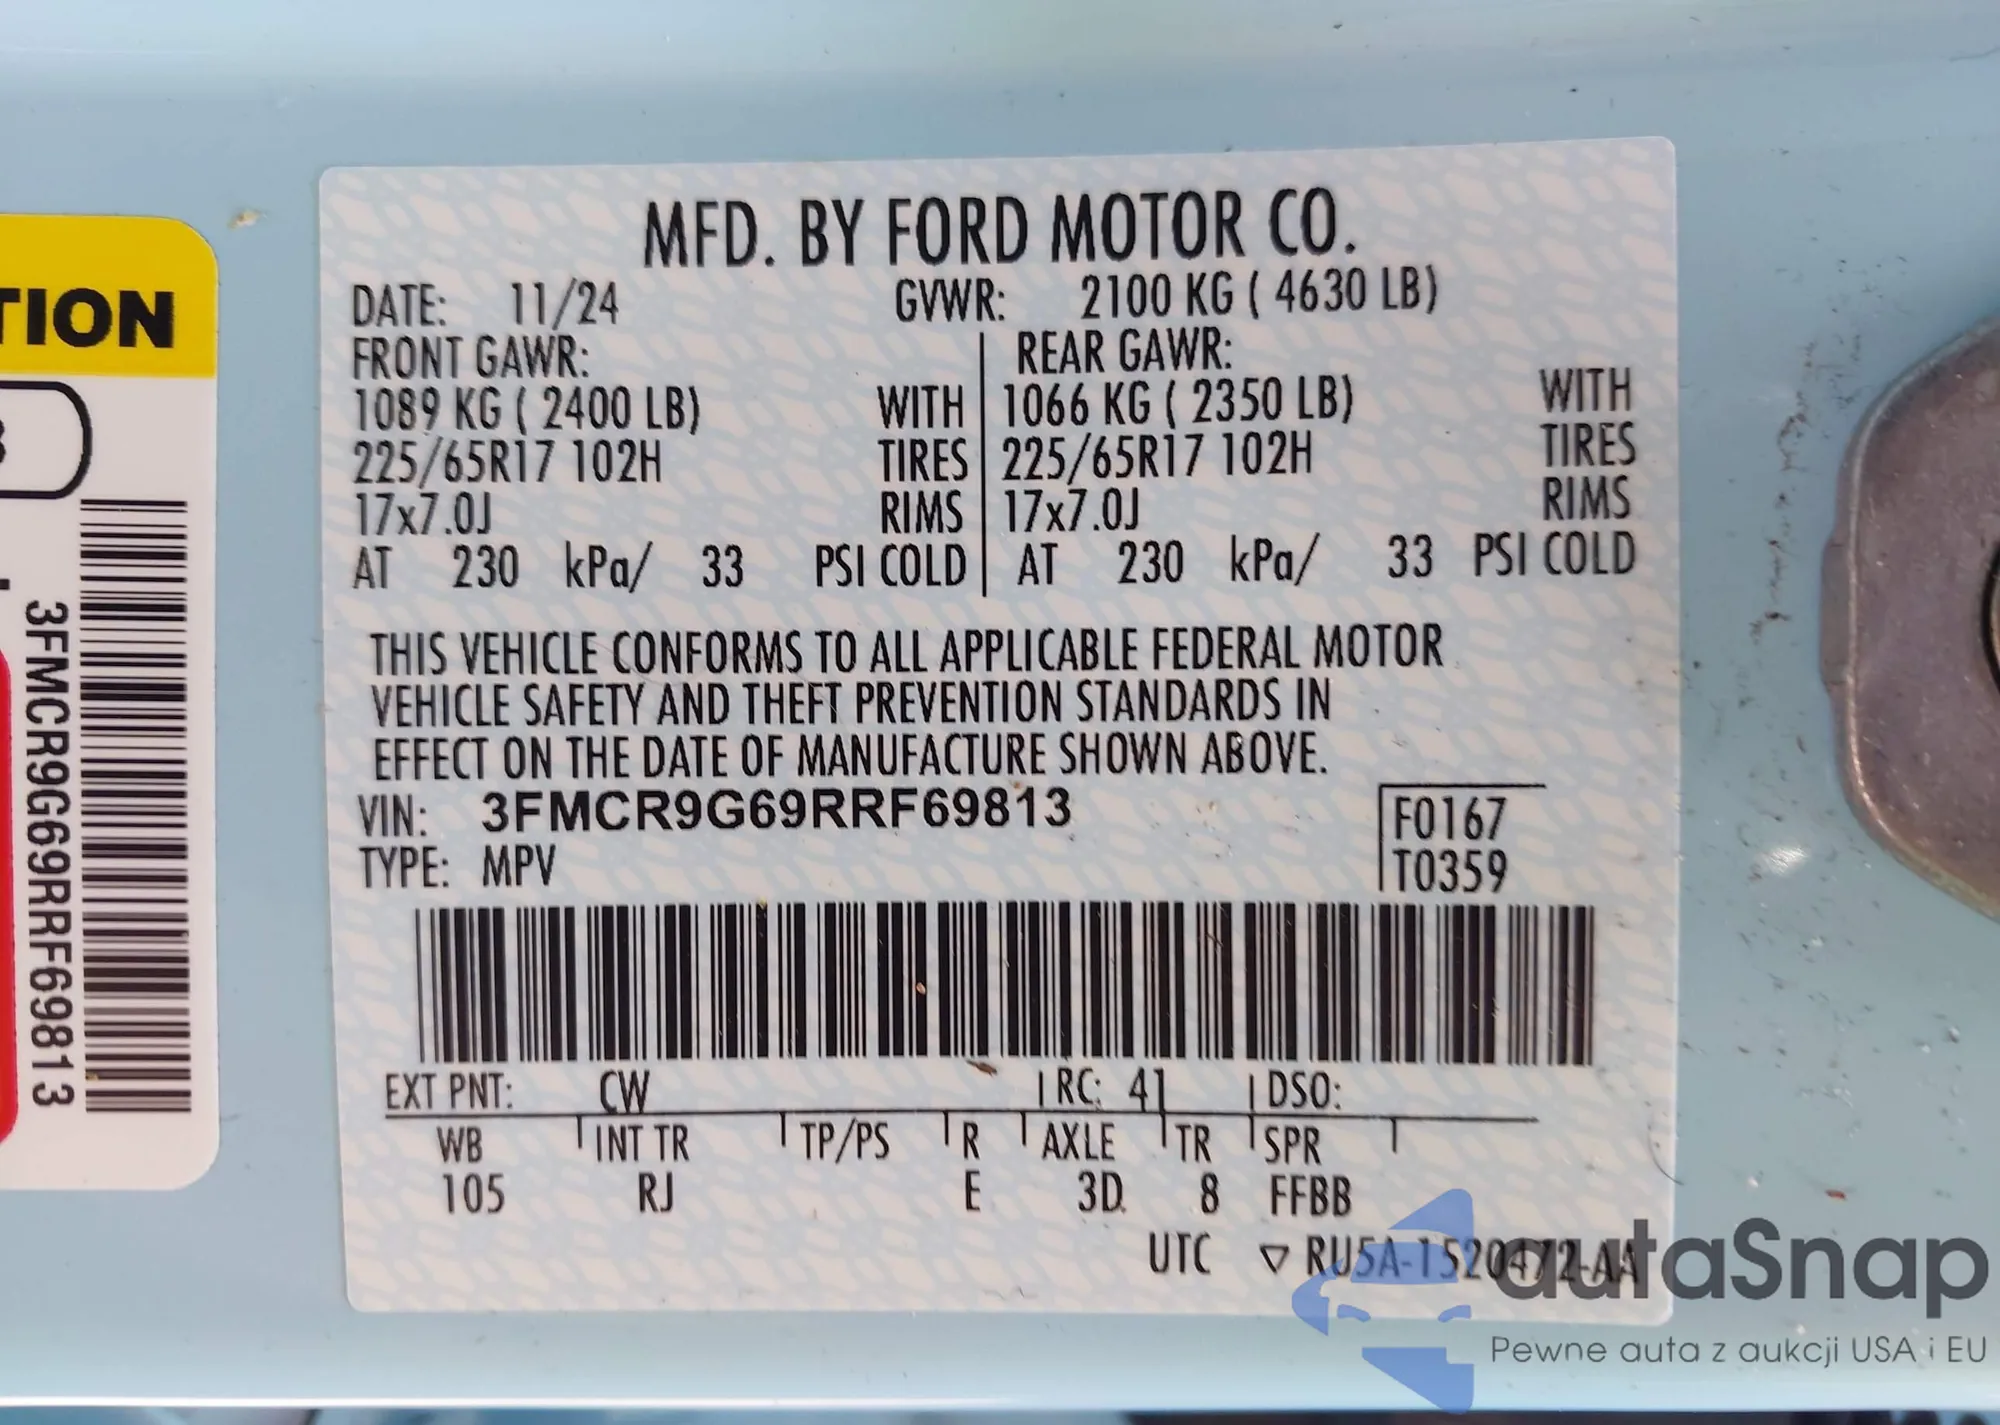 TION
3FMCR9G69RRF69813
MFD. BY FORD MOTOR CO.
DATE: 11/24 GVWR: 2100 KG ( 4630 LB)
FRONT GAWR: REAR GAWR:
1089 KG ( 2400 LB) WITH 1066 KG ( 2350 LB) WITH
225/65R17 102H TIRES 225/65R17 102H TIRES
17x7.0J RIMS 17x7.0J RIMS
AT 230 kPa/ 33 PSI COLD AT 230 kPa/ 33 PSI COLD
THIS VEHICLE CONFORMS TO ALL APPLICABLE FEDERAL MOTOR
VEHICLE SAFETY AND THEFT PREVENTION STANDARDS IN
EFFECT ON THE DATE OF MANUFACTURE SHOWN ABOVE.
VIN: 3FMCR9G69RRF69813
F0167
TYPE: MPV
T0359
EXT PNT: CW RC: 41 DSO:
WB INT TR TP/PS R AXLE TR SPR
105 RJ E 3D 8 FFBB
UTC ▽ RU5A-1520472-AA
autaSnap
Pewne auta z aukcji USA i EU